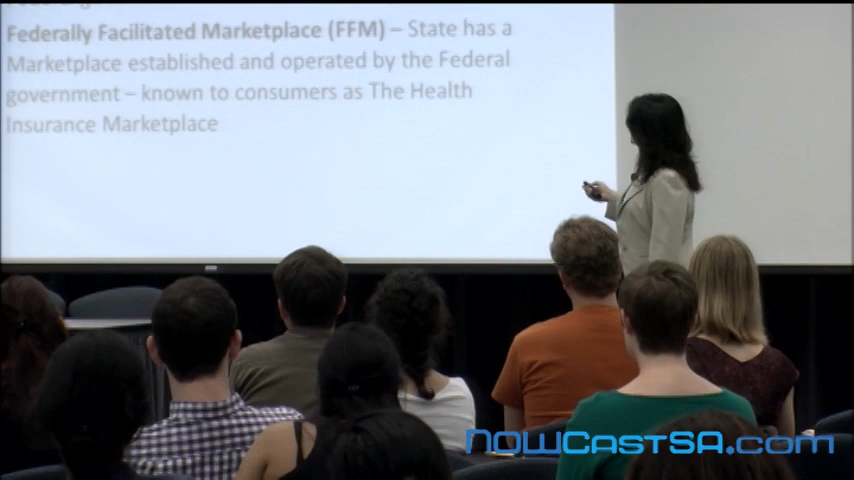 Federally Facilitated Marketplace (FFM) – State has a
Marketplace established and operated by the Federal
government – known to consumers as The Health
Insurance Marketplace
NOWCASTSA.com